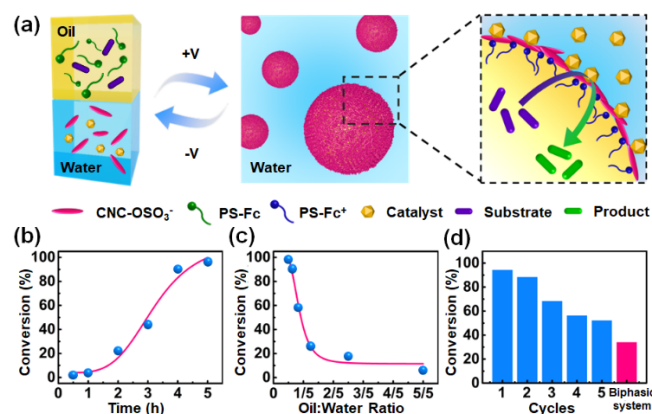 (a)
Oil
Water
+V
-V
Water
CNC-OSO₃⁻ PS-Fc PS-Fc⁺ Catalyst Substrate Product
(b)
Conversion (%)
100
80
60
40
20
0
0 1 2 3 4 5
Time (h)
(c)
Conversion (%)
100
80
60
40
20
0
0 1/5 2/5 3/5 4/5 5/5
Oil:Water Ratio
(d)
Conversion (%)
100
80
60
40
20
0
1 2 3 4 5 Biphasic
Cycles system